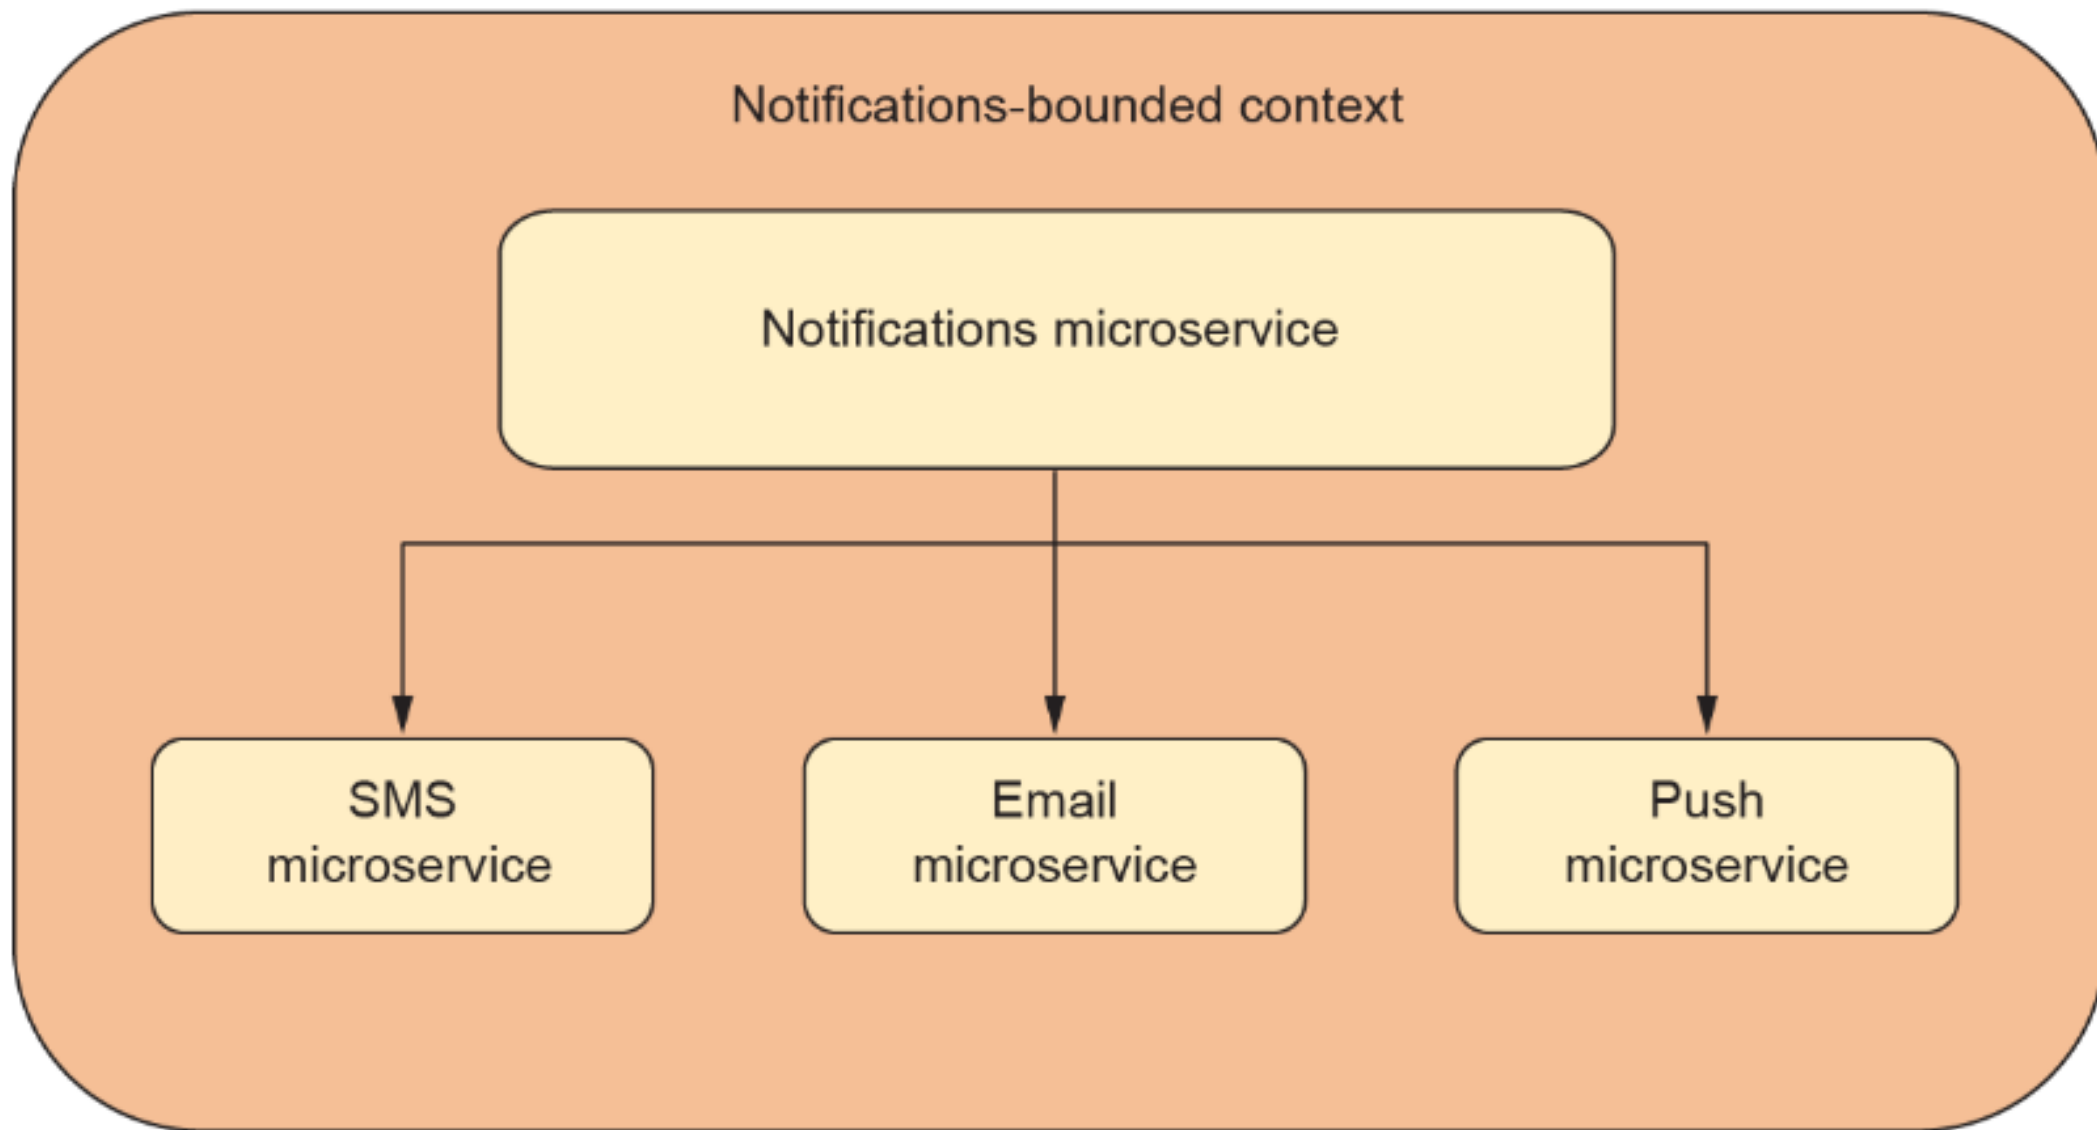 Notifications-bounded context
Notifications microservice
SMS
microservice
Email
microservice
Push
microservice